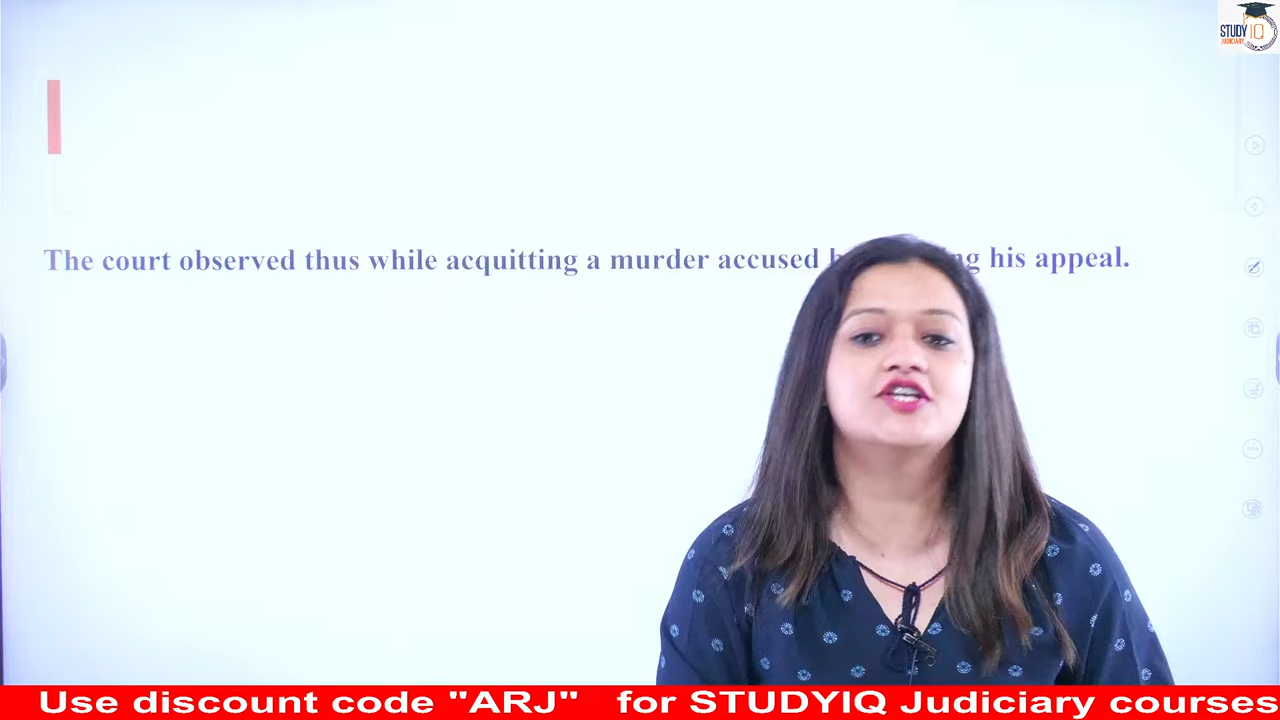 STUDY IQ
JUDICIARY
The court observed thus while acquitting a murder accused his appeal.
Use discount code "ARJ" for STUDYIQ Judiciary courses